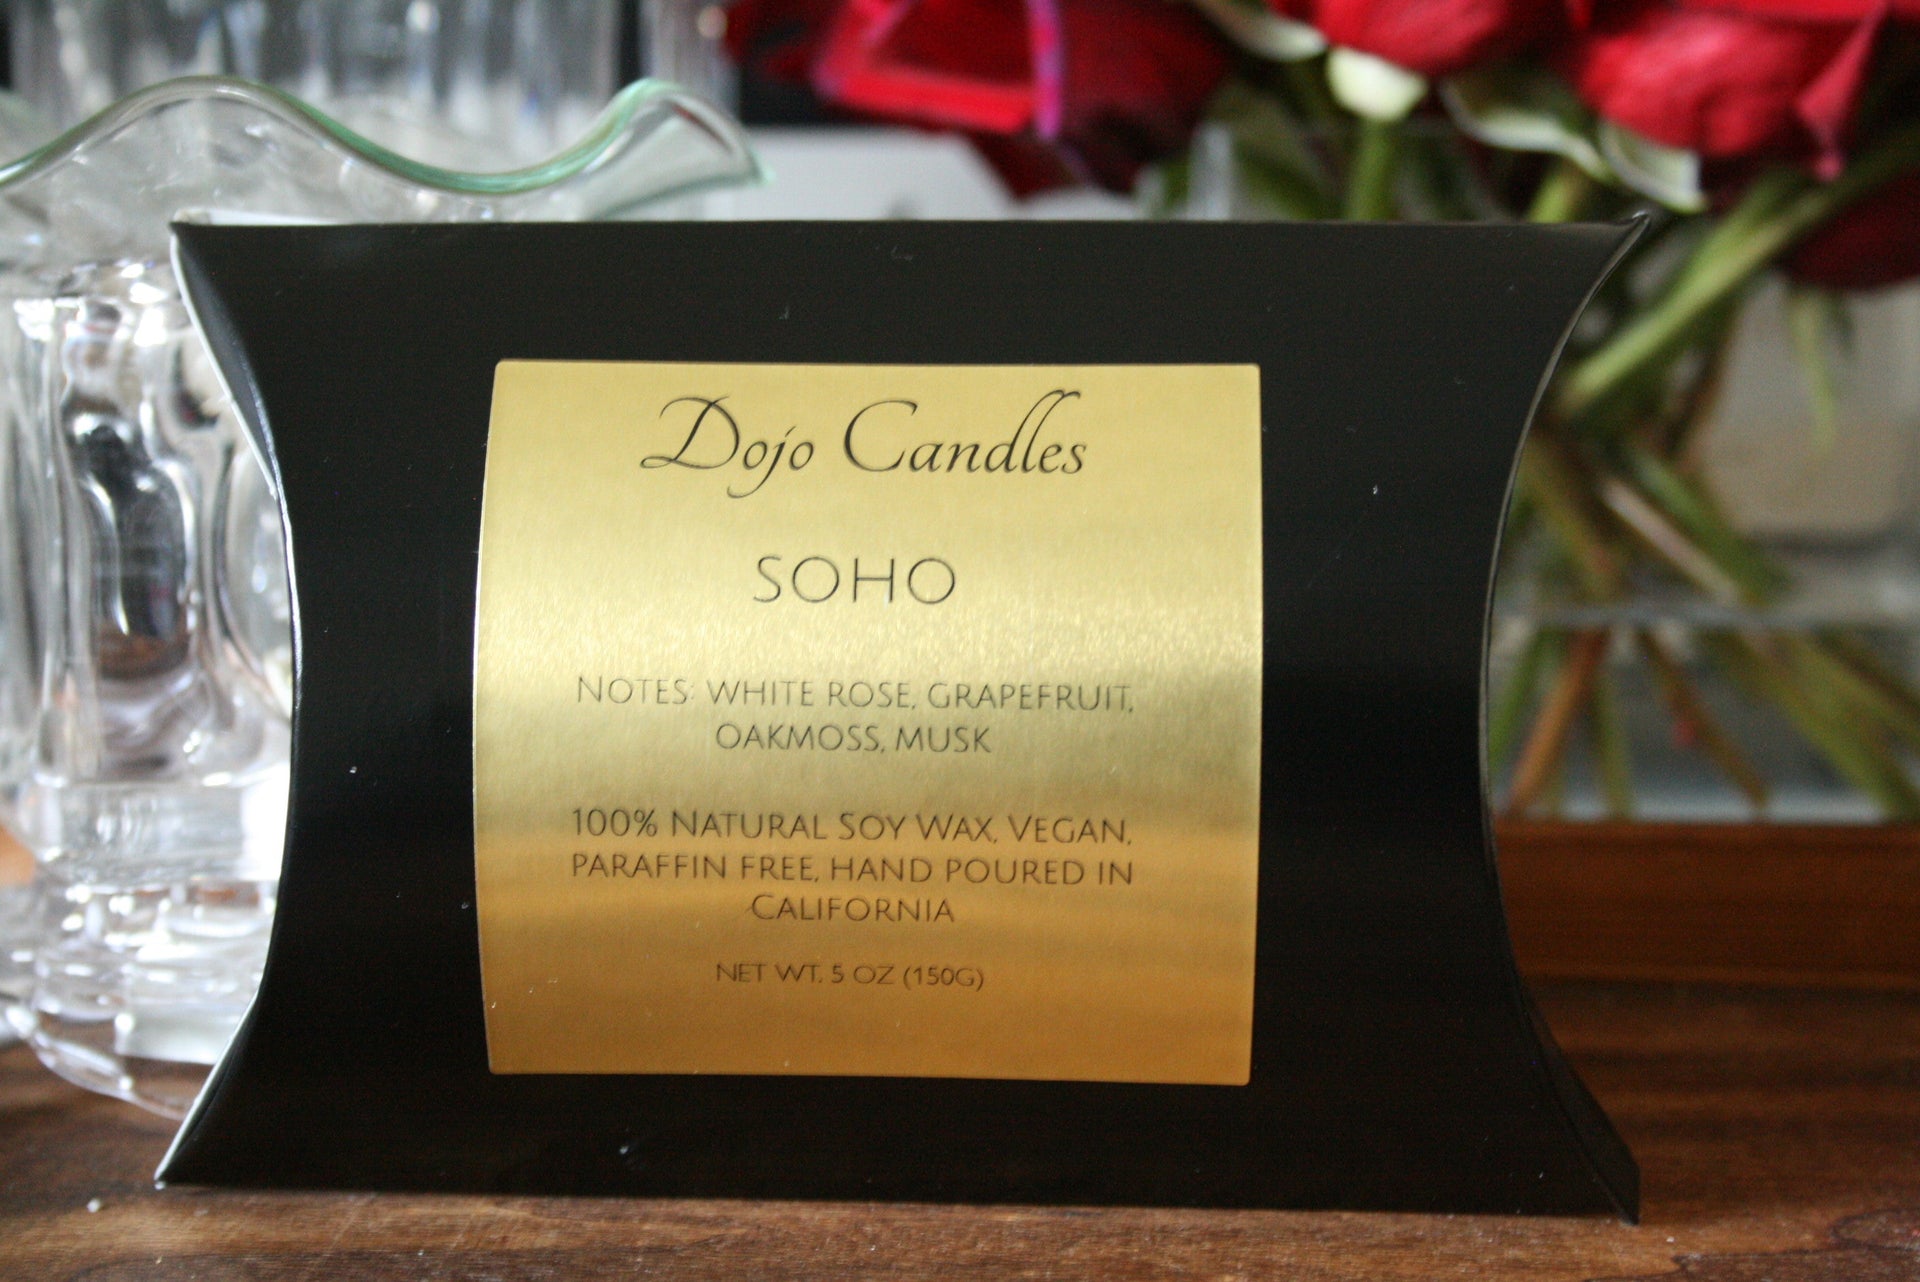 Dojo Candles
SOHO
NOTES: WHITE ROSE, GRAPEFRUIT,
OAKMOSS, MUSK
100% NATURAL SOY WAX, VEGAN,
PARAFFIN FREE, HAND POURED IN
CALIFORNIA
NET WT. 5 OZ (150G)